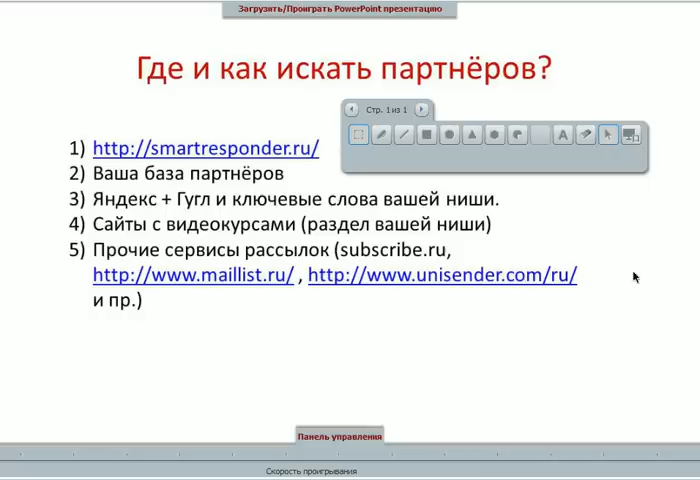 Загрузить/Проиграть PowerPoint презентацию
Где и как искать партнёров?
Стр. 1 из 1
1) http://smartresponder.ru/
2) Ваша база партнёров
3) Яндекс + Гугл и ключевые слова вашей ниши.
4) Сайты с видеокурсами (раздел вашей ниши)
5) Прочие сервисы рассылок (subscribe.ru,
http://www.maillist.ru/ , http://www.unisender.com/ru/
и пр.)
Панель управления
Скорость проигрывания